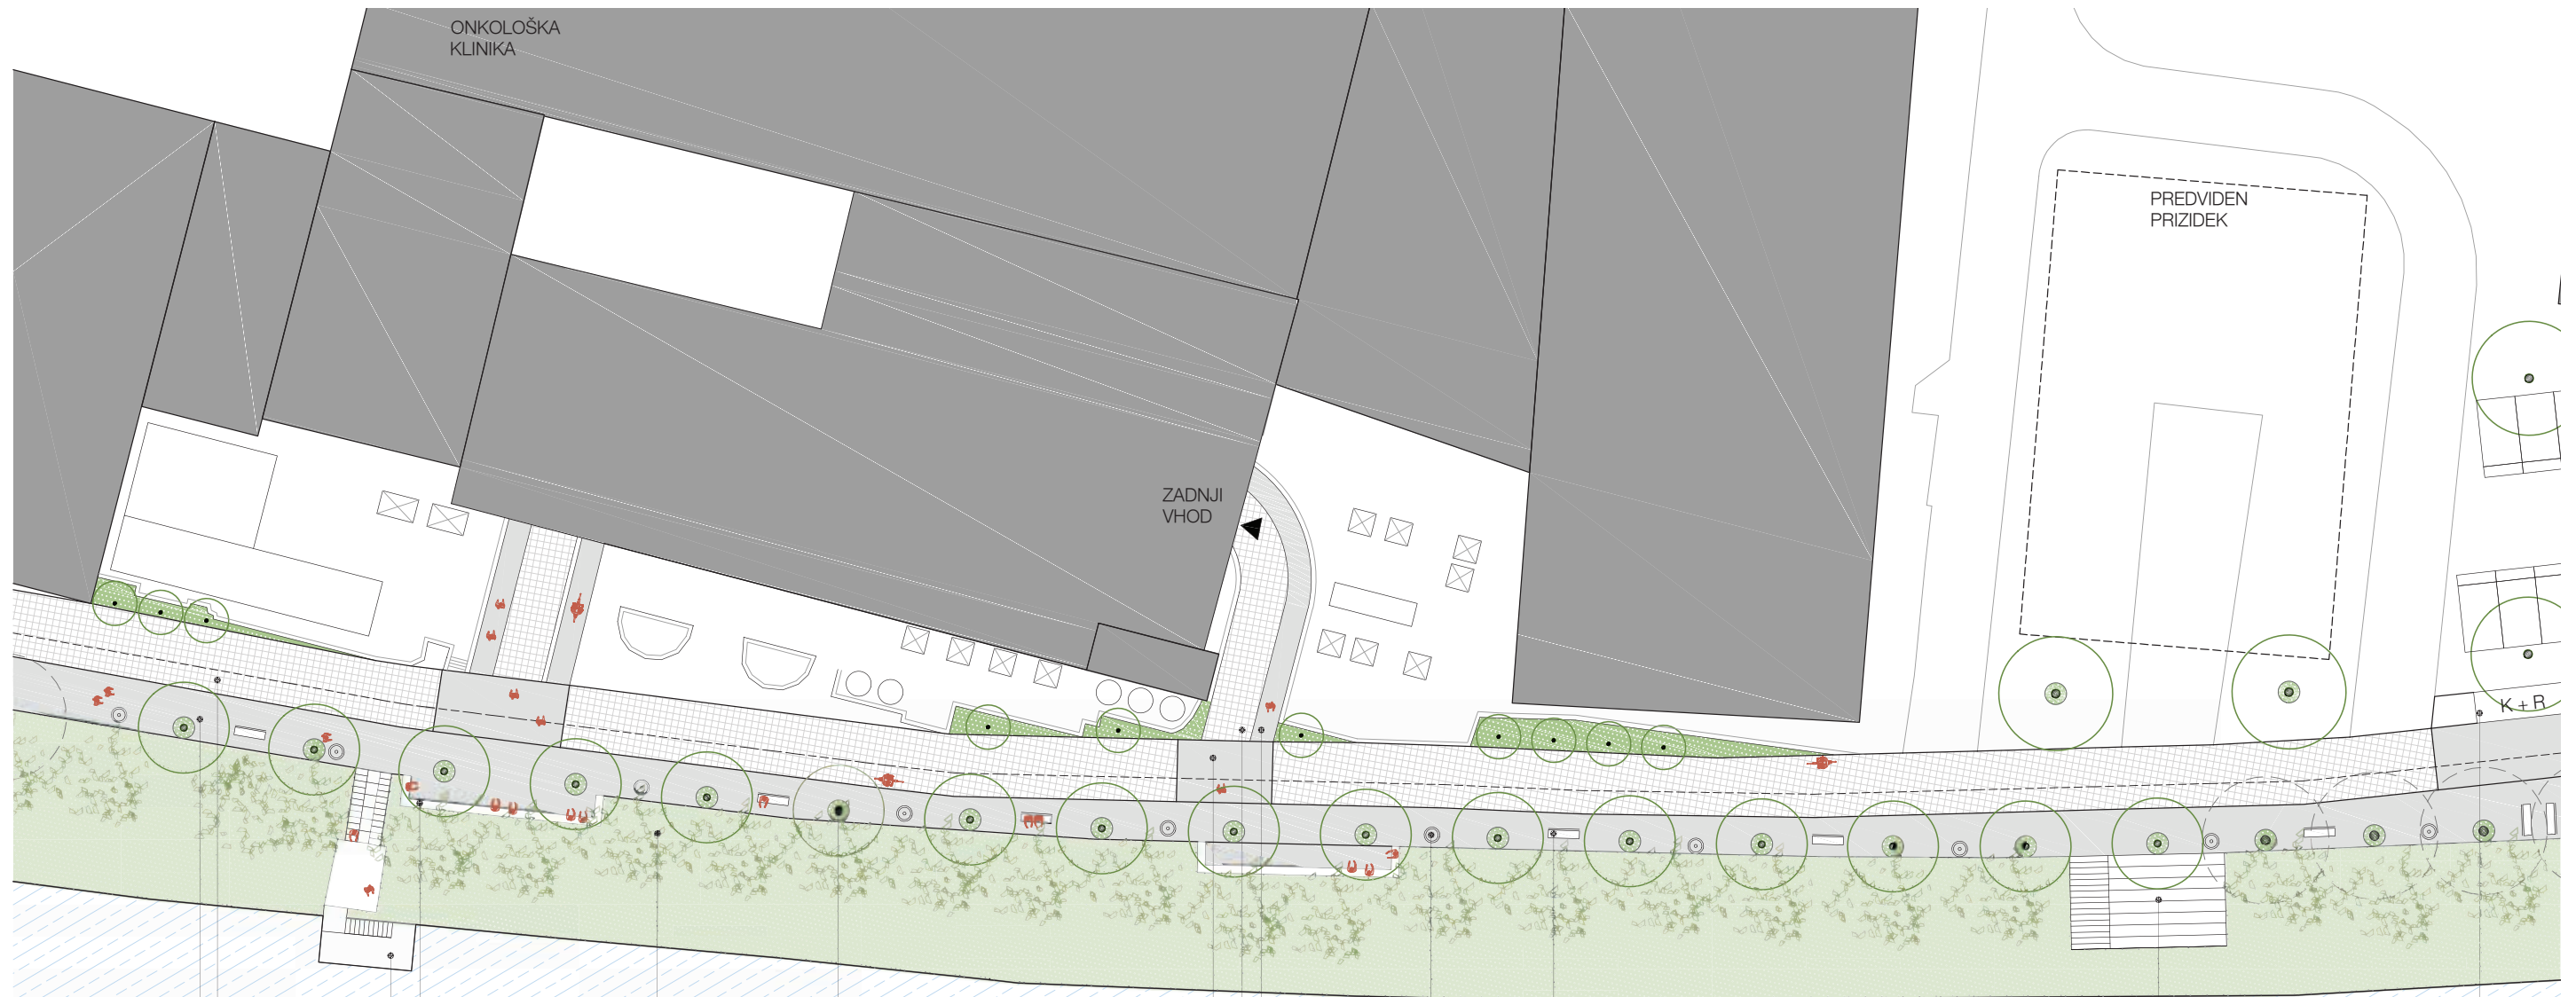 ONKOLOŠKA
KLINIKA
PREDVIDEN
PRIZIDEK
ZADNJI
VHOD
K + R